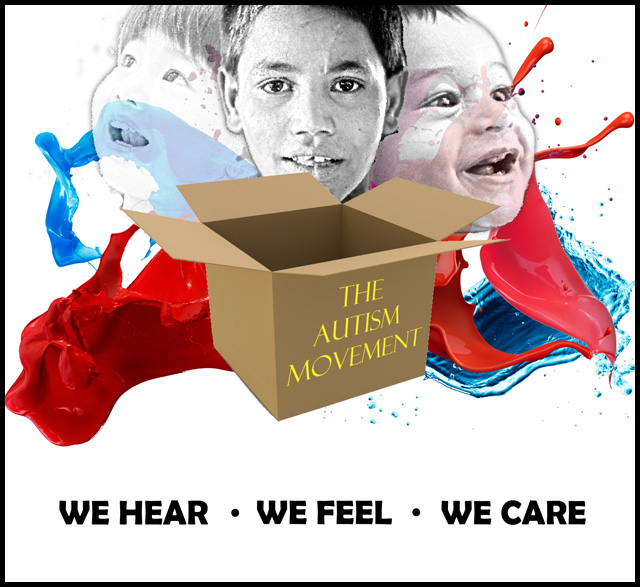 THE
AUTISM
MOVEMENT
WE HEAR • WE FEEL • WE CARE